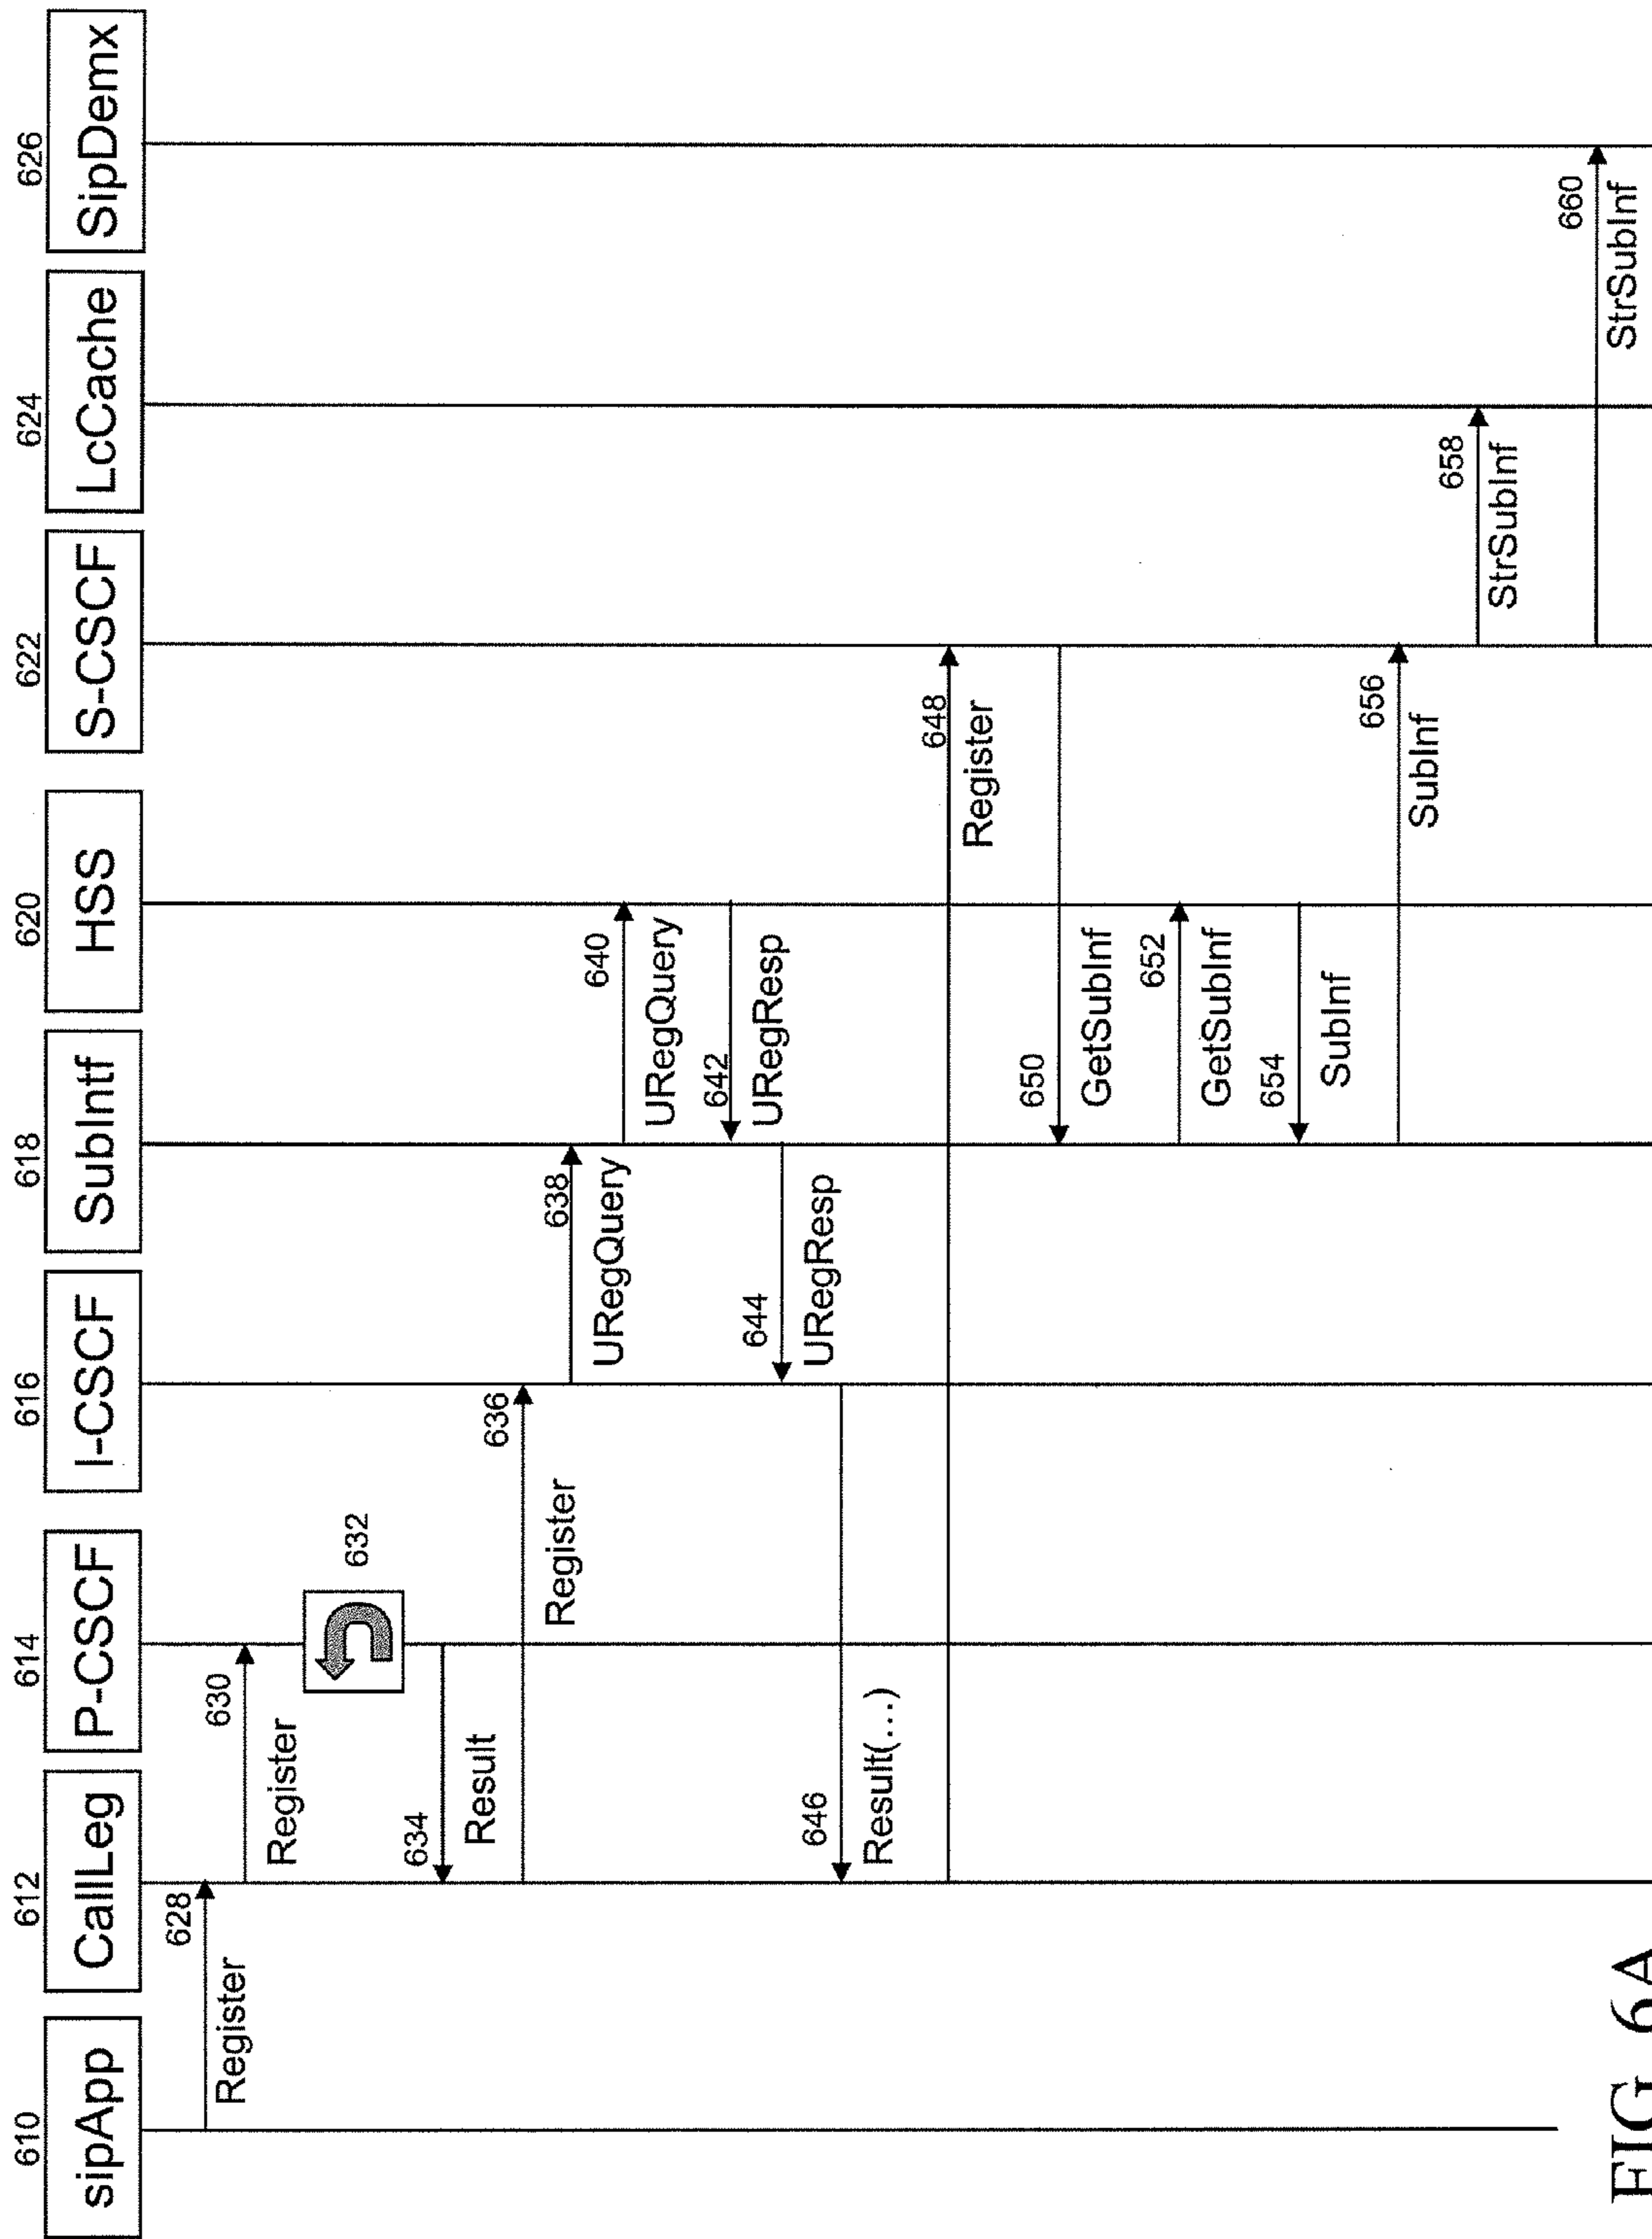 610
612
614
616
618
620
622
624
626
sipApp
CallLeg
P-CSCF
I-CSCF
SubIntf
HSS
S-CSCF
LcCache
SipDemx
628
Register
630
Register
632
634
Result
636
Register
638
URegQuery
640
URegQuery
642
URegResp
644
URegResp
646
Result(...)
648
Register
650
GetSubInf
652
GetSubInf
654
SubInf
656
SubInf
658
StrSubInf
660
StrSubInf
FIG. 6A